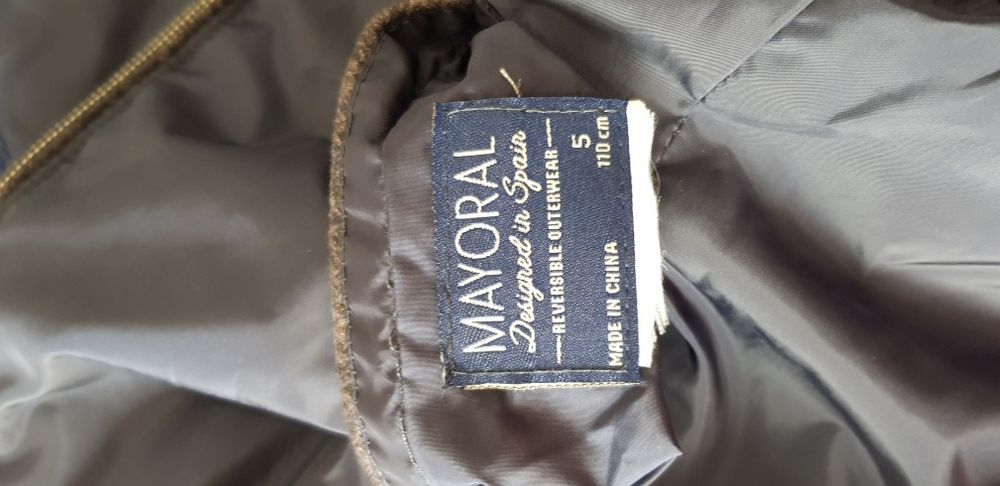 MAYORAL
Designed in Spain
REVERSIBLE OUTERWEAR
5
110 cm
MADE IN CHINA